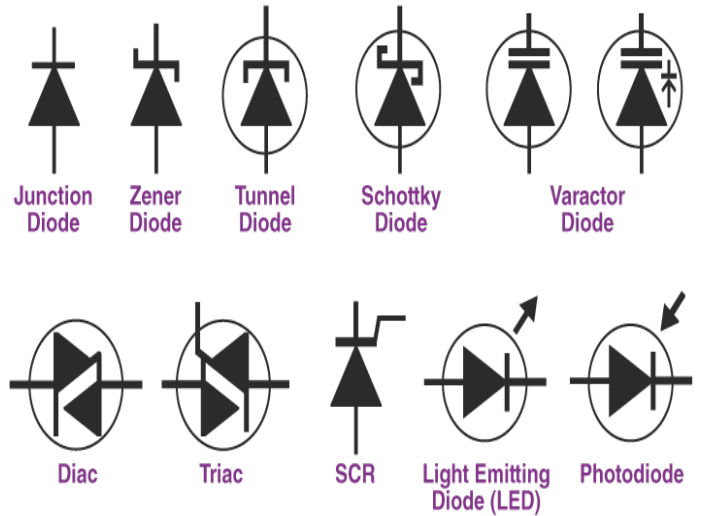 Junction
Diode
Zener
Diode
Tunnel
Diode
Schottky
Diode
Varactor
Diode
Diac
Triac
SCR
Light Emitting
Diode (LED)
Photodiode